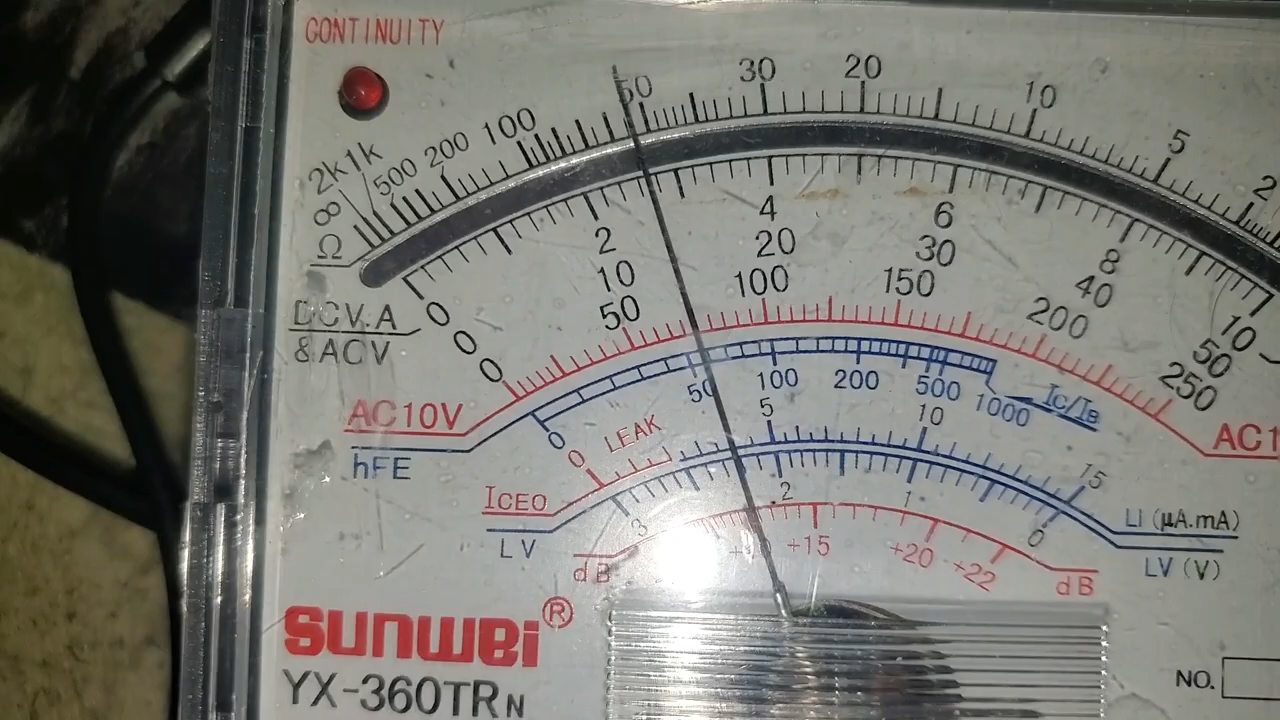 CONTINUITY
∞ 2k 1k 500 200 100 50 30 20 10 5 2
Ω
DCV.A
& ACV
0 2 4 6 8 10
0 10 20 30 40 50
0 50 100 150 200 250
AC10V
AC1
hFE
0 50 100 200 500 1000 Ic/IB
ICEO
LEAK
0 5 10 15
LI (μA.mA)
LV
3 2 1 0
LV (V)
dB +15 +20 +22 dB
SUNWEI®
YX-360TRN
NO.